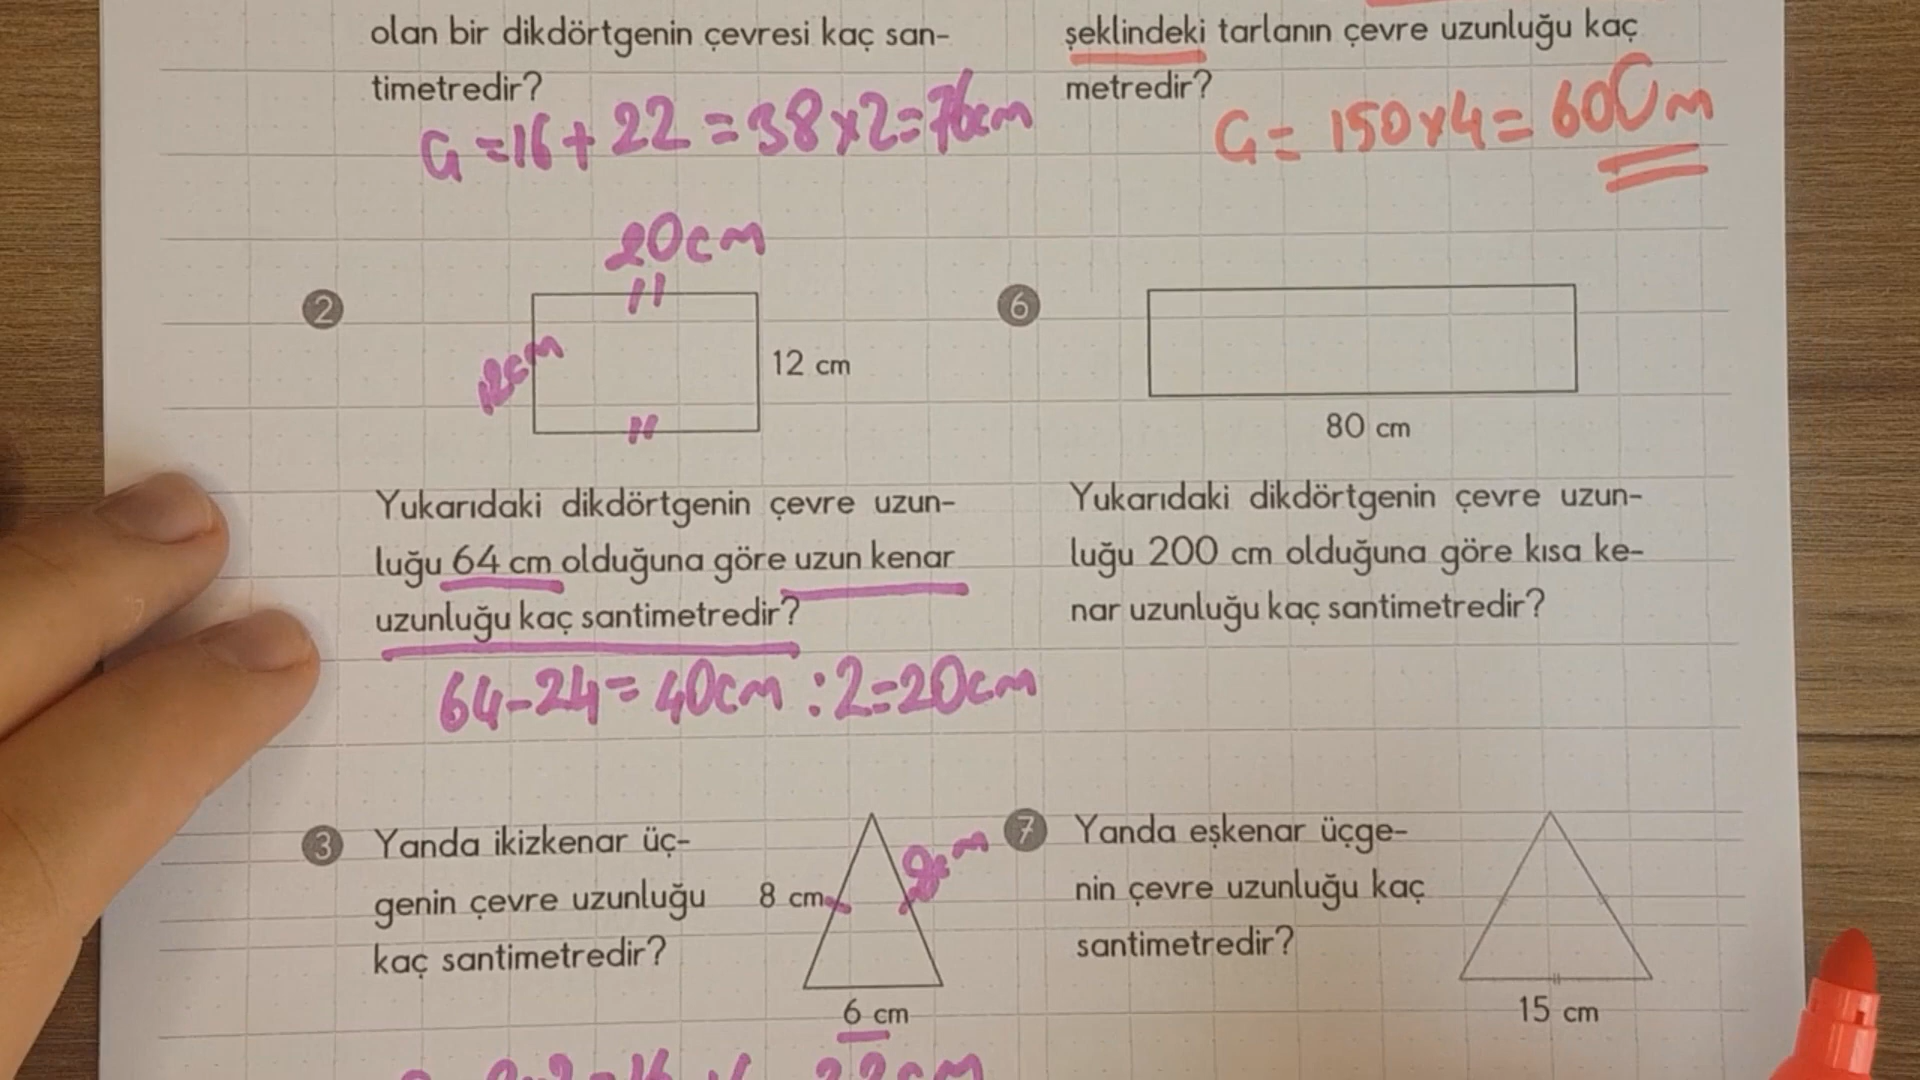 olan bir dikdörtgenin çevresi kaç san-
timetredir?
Ç=16+22=38x2=76cm
20cm
2
12cm
12 cm
Yukarıdaki dikdörtgenin çevre uzun-
luğu 64 cm olduğuna göre uzun kenar
uzunluğu kaç santimetredir?
64-24=40cm :2=20cm
3 Yanda ikizkenar üç-
genin çevre uzunluğu
kaç santimetredir?
8 cm
8cm
6 cm
şeklindeki tarlanın çevre uzunluğu kaç
metredir?
Ç= 150x4=600m
6
80 cm
Yukarıdaki dikdörtgenin çevre uzun-
luğu 200 cm olduğuna göre kısa ke-
nar uzunluğu kaç santimetredir?
7 Yanda eşkenar üçge-
nin çevre uzunluğu kaç
santimetredir?
15 cm